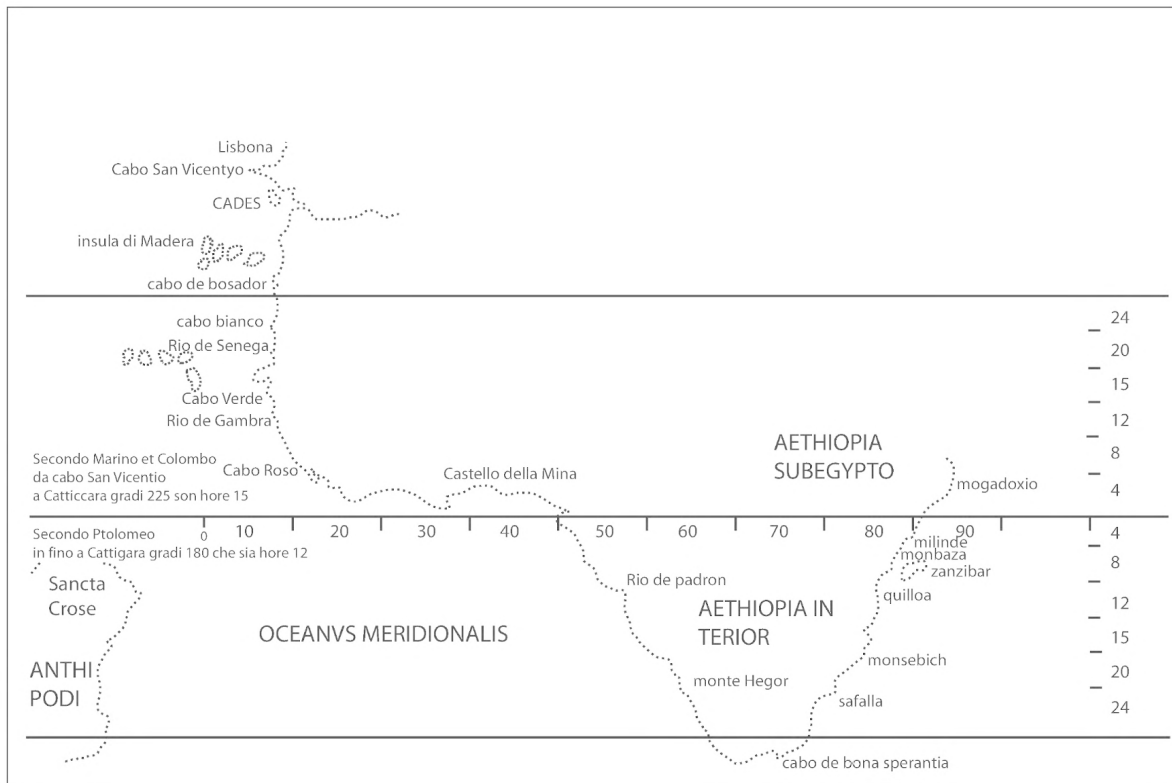 Lisbona
Cabo San Vicentyo
CADES
insula di Madera
cabo de bosador
cabo bianco
24
Rio de Senega
20
15
Cabo Verde
12
Rio de Gambra
AETHIOPIA
SUBEGYPTO
8
Secondo Marino et Colombo
da cabo San Vicentio
a Catticcara gradi 225 son hore 15
Cabo Roso
Castello della Mina
mogadoxio
4
Secondo Ptolomeo
in fino a Cattigara gradi 180 che sia hore 12
0 10 20 30 40 50 60 70 80 90
4
milinde
monbaza
8
zanzibar
Sancta
Crose
Rio de padron
quilloa
12
AETHIOPIA IN
TERIOR
OCEANVS MERIDIONALIS
15
monsebich
ANTHI
PODI
monte Hegor
20
safalla
24
cabo de bona sperantia